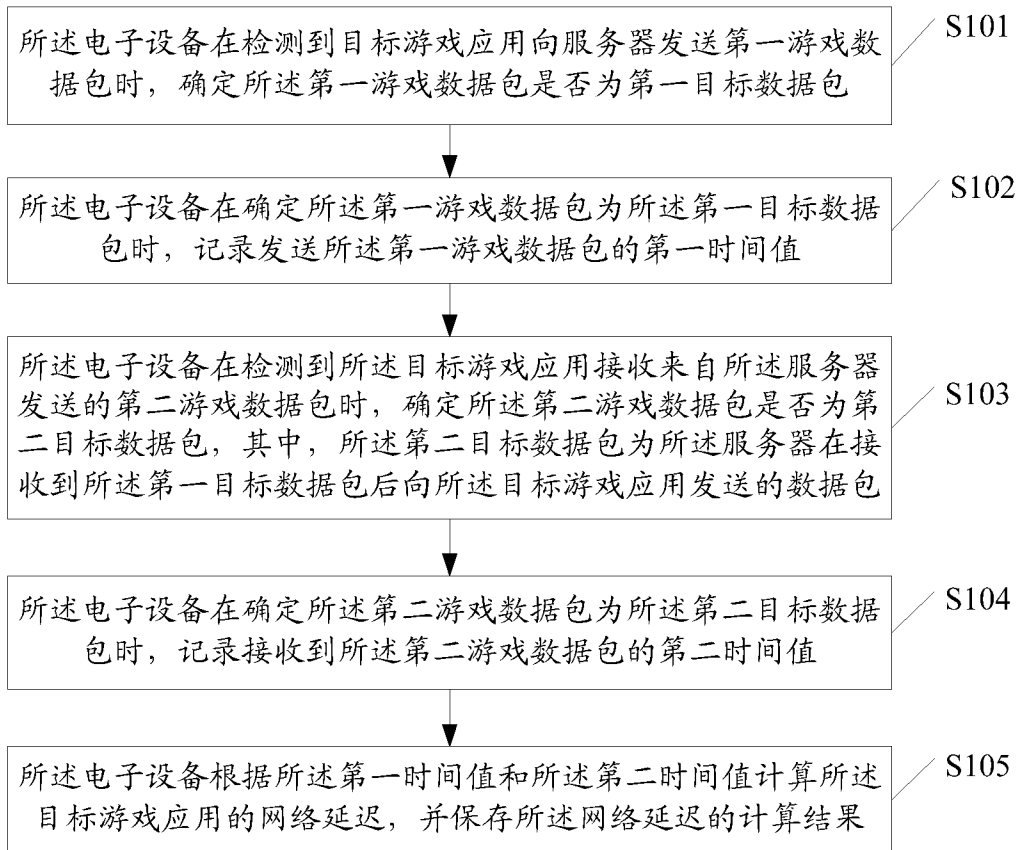 所述电子设备在检测到目标游戏应用向服务器发送第一游戏数
据包时，确定所述第一游戏数据包是否为第一目标数据包
S101
所述电子设备在确定所述第一游戏数据包为所述第一目标数据
包时，记录发送所述第一游戏数据包的第一时间值
S102
所述电子设备在检测到所述目标游戏应用接收来自所述服务器
发送的第二游戏数据包时，确定所述第二游戏数据包是否为第
二目标数据包，其中，所述第二目标数据包为所述服务器在接
收到所述第一目标数据包后向所述目标游戏应用发送的数据包
S103
所述电子设备在确定所述第二游戏数据包为所述第二目标数据
包时，记录接收到所述第二游戏数据包的第二时间值
S104
所述电子设备根据所述第一时间值和所述第二时间值计算所述
目标游戏应用的网络延迟，并保存所述网络延迟的计算结果
S105